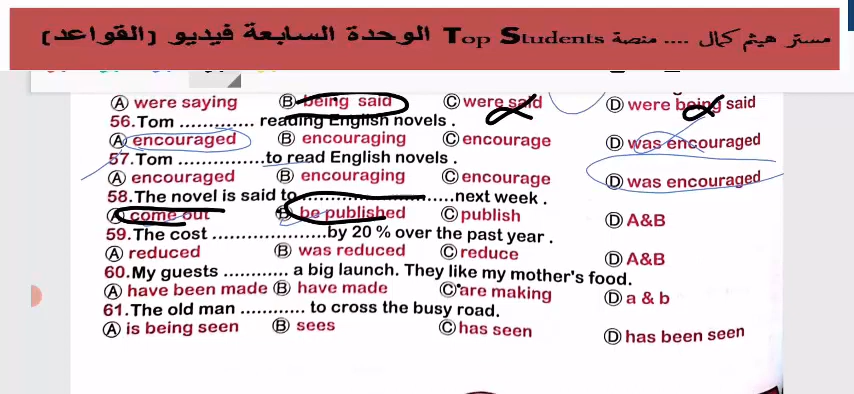 مستر هيثم كمال .... منصة Top Students الوحدة السابعة فيديو (القواعد)
A were saying B being said C were said D were being said
56.Tom ............. reading English novels .
A encouraged B encouraging C encourage D was encouraged
57.Tom ...............to read English novels .
A encouraged B encouraging C encourage D was encouraged
58.The novel is said to ..............................next week .
A come out B be published C publish D A&B
59.The cost ....................by 20 % over the past year .
A reduced B was reduced C reduce D A&B
60.My guests ............ a big launch. They like my mother's food.
A have been made B have made C are making D a & b
61.The old man ............ to cross the busy road.
A is being seen B sees C has seen D has been seen